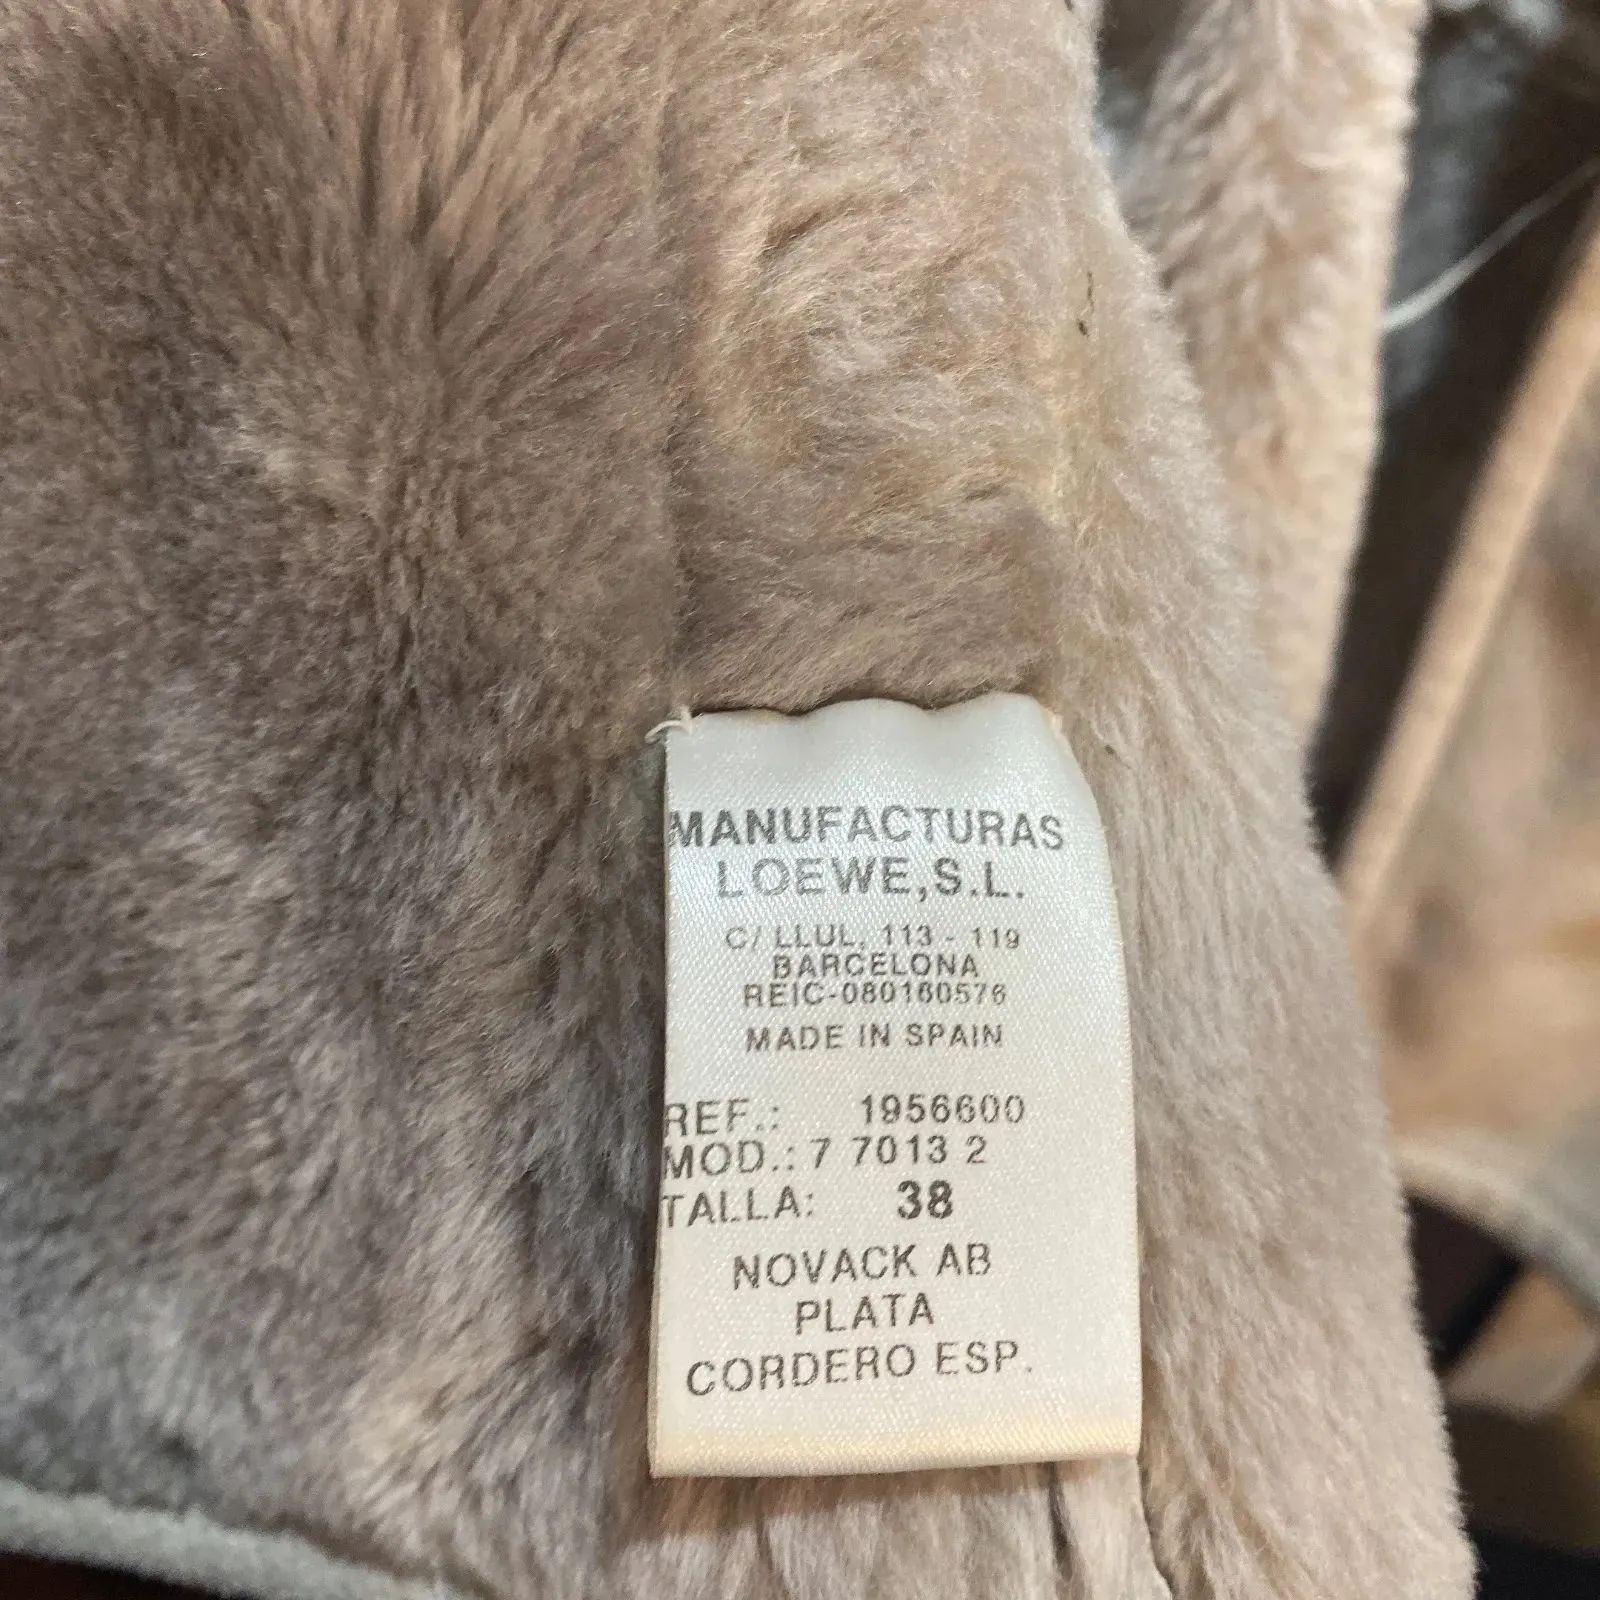 MANUFACTURAS
LOEWE, S.L.
C/ LLUL, 113 - 119
BARCELONA
REIC-080160576
MADE IN SPAIN
REF.: 1956600
MOD.: 7 7013 2
TALLA: 38
NOVACK AB
PLATA
CORDERO ESP.